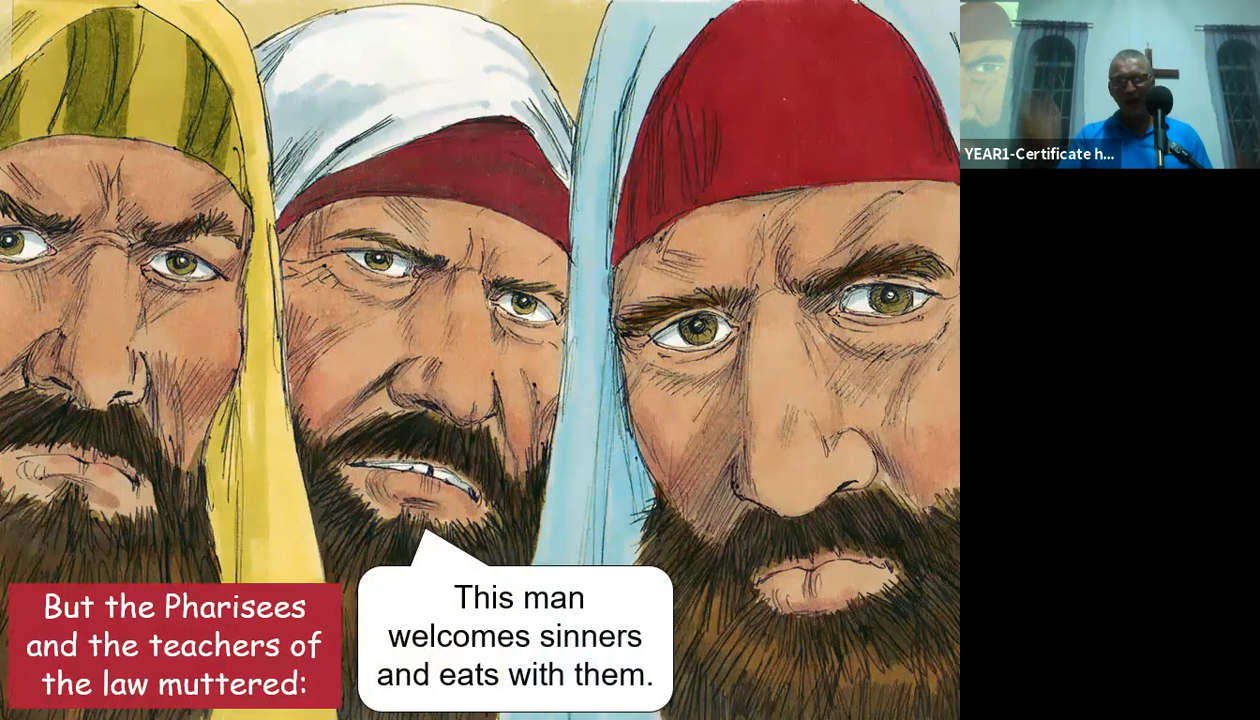 YEAR1-Certificate h...
But the Pharisees
and the teachers of
the law muttered:
This man
welcomes sinners
and eats with them.